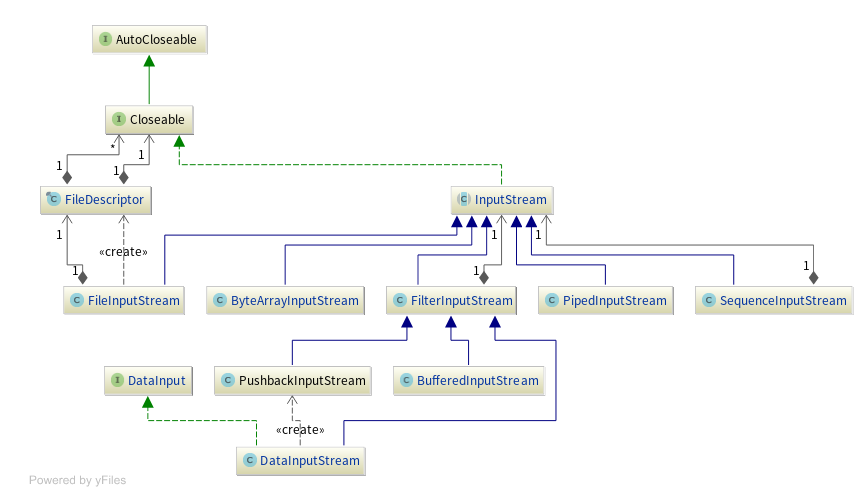 I AutoCloseable
I Closeable
*
1
1
1
C FileDescriptor
C InputStream
1
«create»
1
1
1
1
1
C FileInputStream
C ByteArrayInputStream
C FilterInputStream
C PipedInputStream
C SequenceInputStream
I DataInput
C PushbackInputStream
C BufferedInputStream
«create»
C DataInputStream
Powered by yFiles